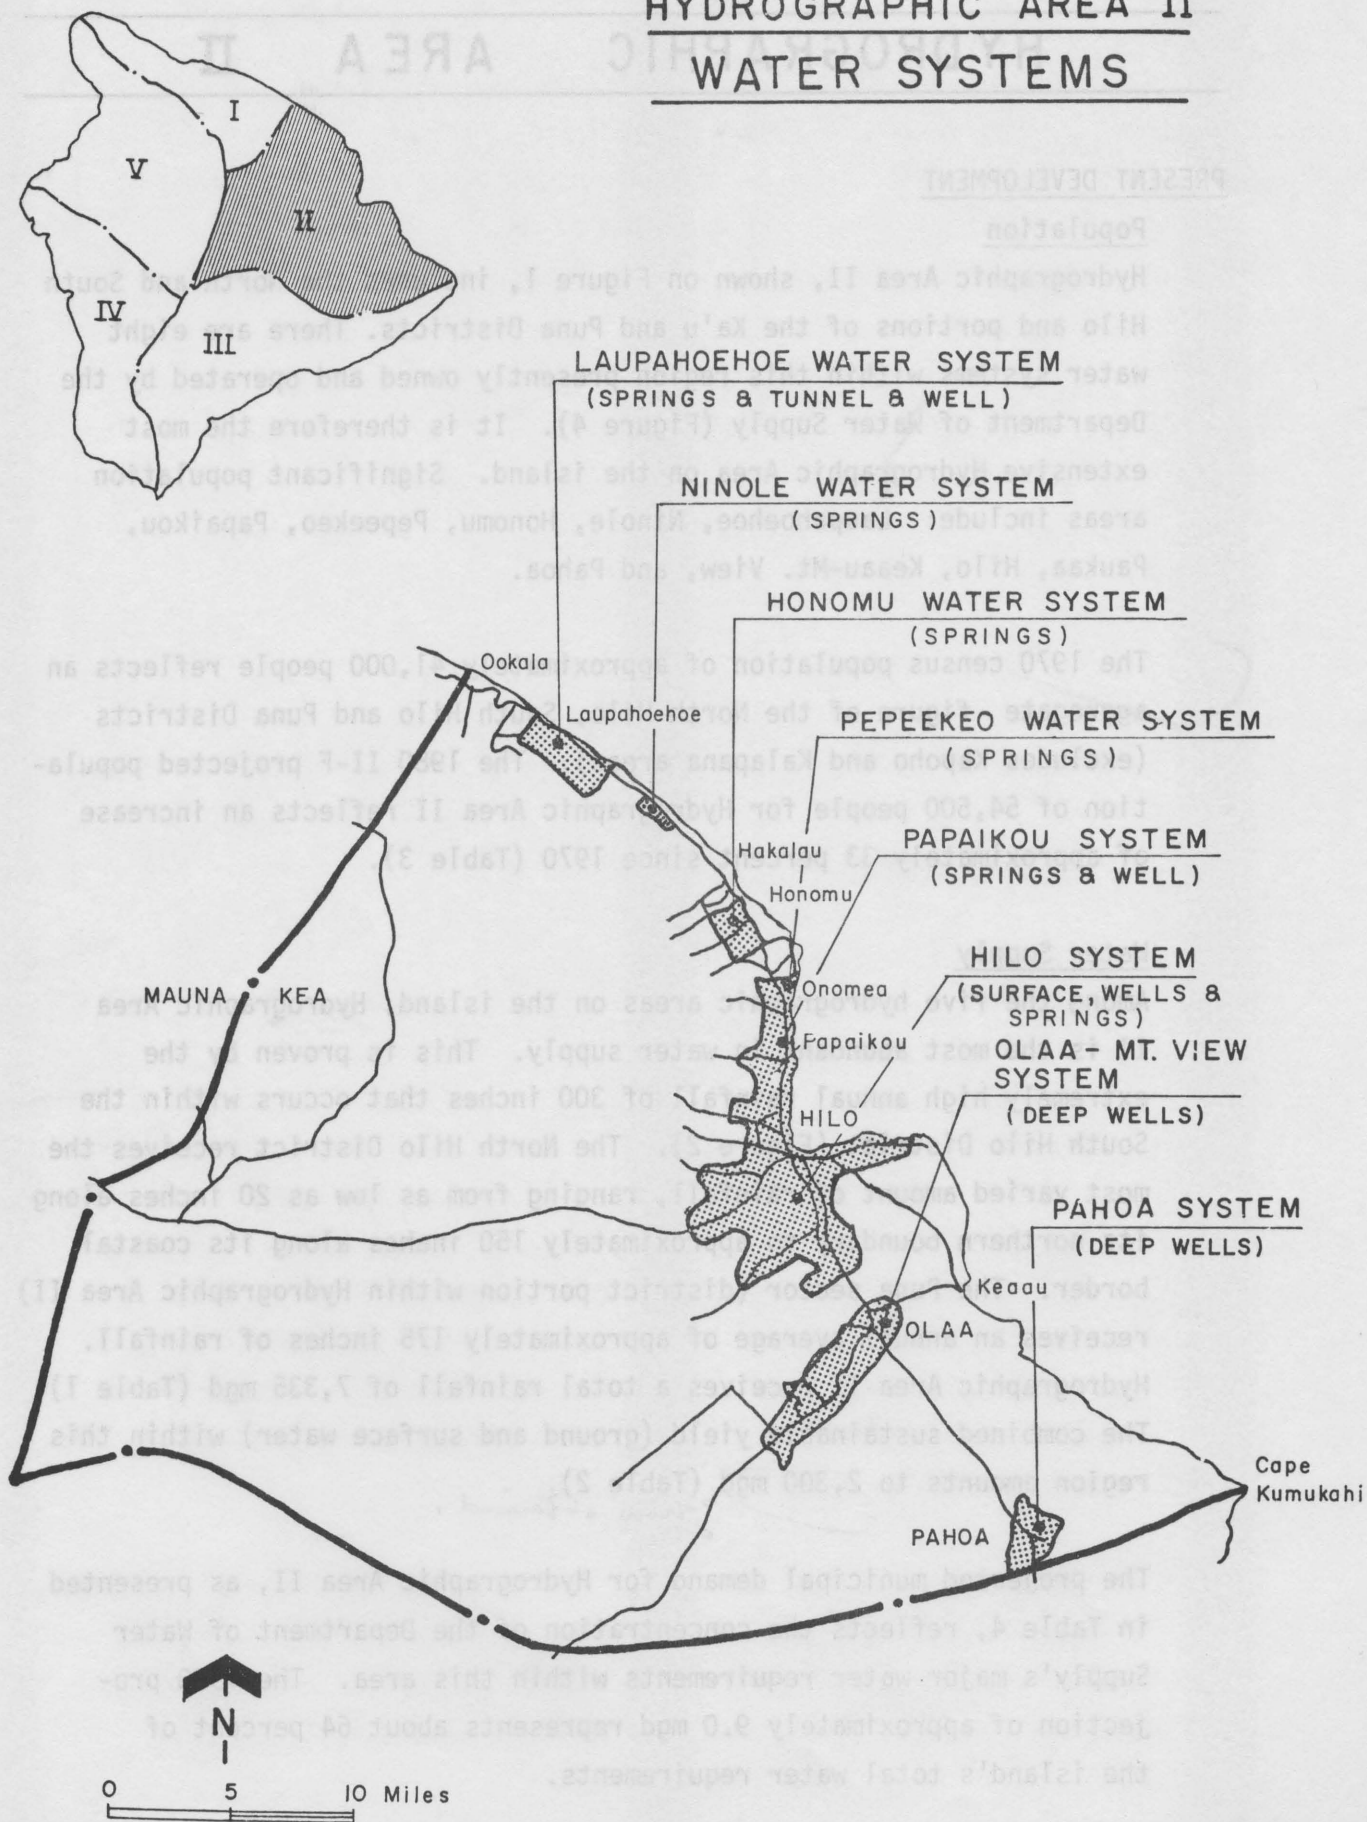 HYDROGRAPHIC AREA II
WATER SYSTEMS
I
V
II
IV
III
LAUPAHOEHOE WATER SYSTEM
(SPRINGS & TUNNEL & WELL)
NINOLE WATER SYSTEM
(SPRINGS)
HONOMU WATER SYSTEM
(SPRINGS)
Ookala
Laupahoehoe
PEPEEKEO WATER SYSTEM
(SPRINGS)
PAPAIKOU SYSTEM
(SPRINGS & WELL)
Hakalau
Honomu
HILO SYSTEM
(SURFACE, WELLS &
SPRINGS)
MAUNA KEA
Onomea
Papaikou
OLAA - MT. VIEW
SYSTEM
(DEEP WELLS)
HILO
PAHOA SYSTEM
(DEEP WELLS)
Keaau
OLAA
Cape
Kumukahi
PAHOA
N
0 5 10 Miles
HYDROGRAPHIC AREA II
PRESENT DEVELOPMENT
Population
Hydrographic Area II, shown on Figure 1, North and South
Hilo and portions of the Ka'u and Puna Districts. There are eight
water systems within this region presently owned and operated by the
Department of Water Supply (Figure 4). It is therefore the most
extensive Hydrographic Area on the island. Significant population
areas include Laupahoehoe, Ninole, Honomu, Pepeekeo, Papaikou,
Paukaa, Hilo, Keaau-Mt. View, and Pahoa.
The 1970 census population of approximately 41,000 people reflects an
aggregate figure of the North Hilo, South Hilo and Puna Districts
Kapoho and Kalapana The 1980 II-F projected popula-
tion of 54,500 people for Hydrographic Area II reflects an increase
of approximately 33 percent since 1970 (Table 3).
Water Supply
five hydrographic areas on the island, Hydrographic Area
is the most water supply. This is proven by the
extremely high annual rainfall of 300 inches that occurs within the
South Hilo District (Figure 2). The North Hilo District receives the
most varied amount of rainfall, ranging from as low as 20 inches along
its northern approximately 150 inches along its coastal
border. The Puna (district portion within Hydrographic Area II)
receives an annual average of approximately 175 inches of rainfall.
Hydrographic Area receives a total rainfall of 7,335 mgd (Table 1)
The combined yield (ground and surface water) within this
region amounts to 2,300 mgd (Table 2).
The projected municipal demand for Hydrographic Area II, as presented
in Table 4, reflects the concentration of the Department of Water
Supply's major water requirements within this area. The pro-
jection of approximately 9.0 mgd represents about 64 percent of
the island's total water requirements.